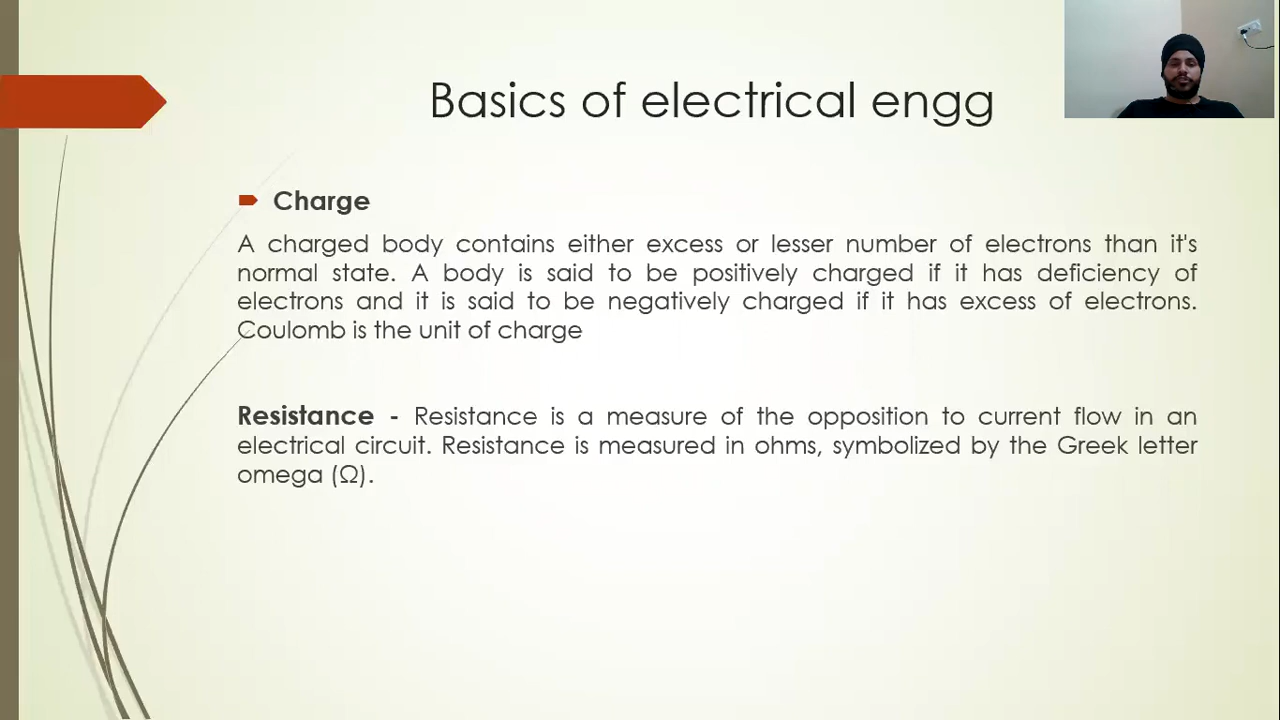 Basics of electrical engg
Charge
A charged body contains either excess or lesser number of electrons than it's
normal state. A body is said to be positively charged if it has deficiency of
electrons and it is said to be negatively charged if it has excess of electrons.
Coulomb is the unit of charge
Resistance - Resistance is a measure of the opposition to current flow in an
electrical circuit. Resistance is measured in ohms, symbolized by the Greek letter
omega (Ω).